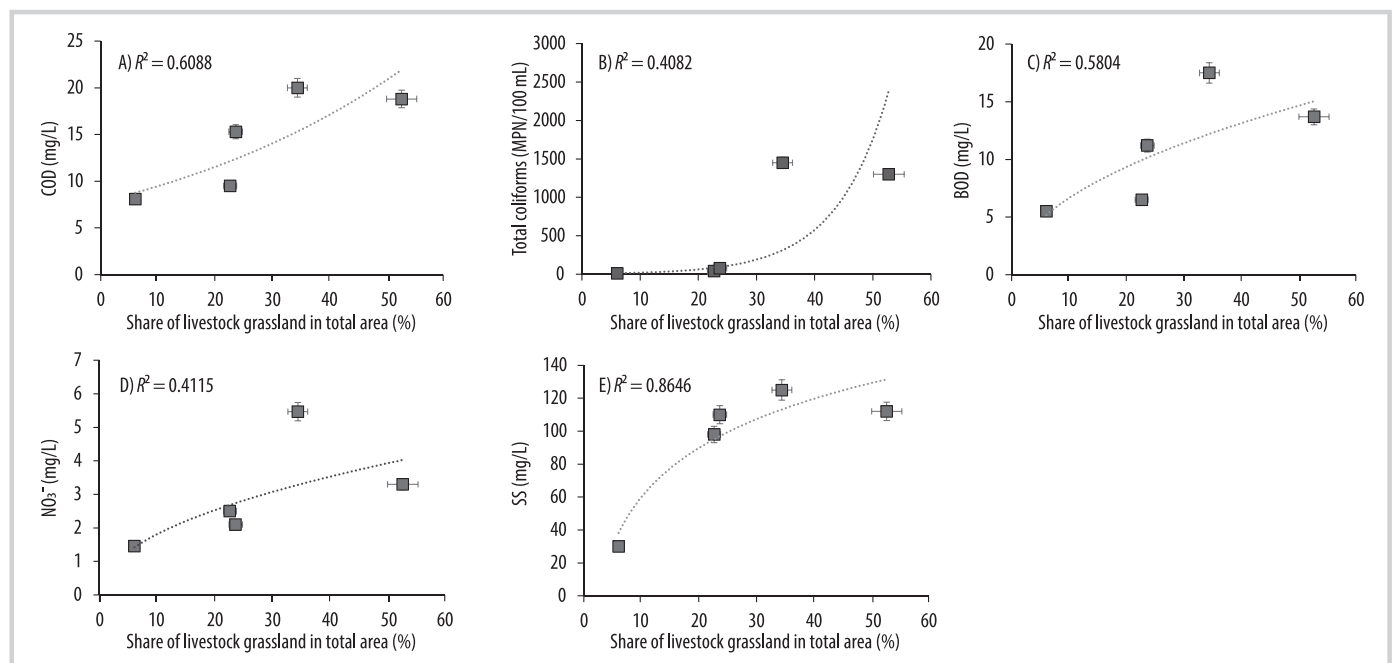 A) R² = 0.6088
COD (mg/L)
25
20
15
10
5
0
0 10 20 30 40 50 60
Share of livestock grassland in total area (%)
B) R² = 0.4082
Total coliforms (MPN/100 mL)
3000
2500
2000
1500
1000
500
0
0 10 20 30 40 50 60
Share of livestock grassland in total area (%)
C) R² = 0.5804
BOD (mg/L)
20
15
10
5
0
0 10 20 30 40 50 60
Share of livestock grassland in total area (%)
D) R² = 0.4115
NO₃⁻ (mg/L)
7
6
5
4
3
2
1
0
0 10 20 30 40 50 60
Share of livestock grassland in total area (%)
E) R² = 0.8646
SS (mg/L)
140
120
100
80
60
40
20
0
0 10 20 30 40 50 60
Share of livestock grassland in total area (%)